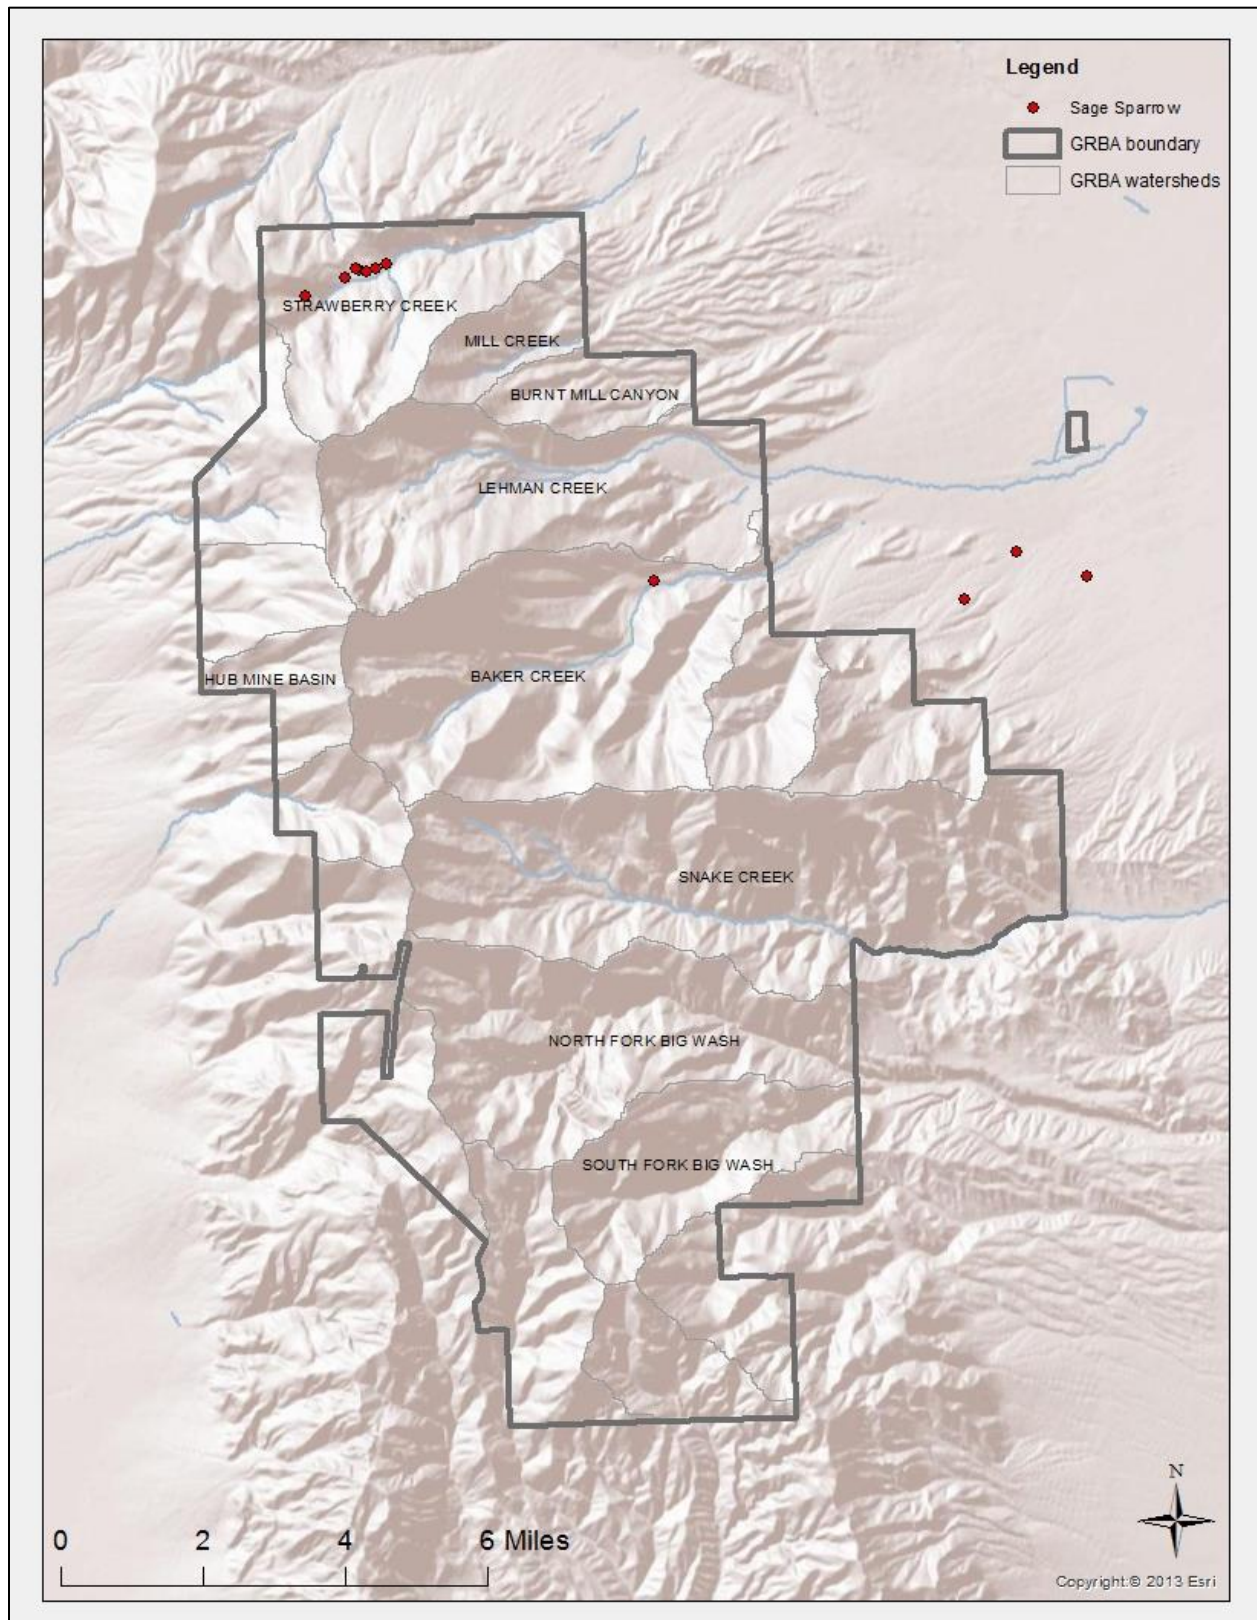 Legend
Sage Sparrow
GRBA boundary
GRBA watersheds
STRAWBERRY CREEK
MILL CREEK
BURNT MILL CANYON
LEHMAN CREEK
HUB MINE BASIN
BAKER CREEK
SNAKE CREEK
NORTH FORK BIG WASH
SOUTH FORK BIG WASH
N
0 2 4 6 Miles
Copyright:© 2013 Esri